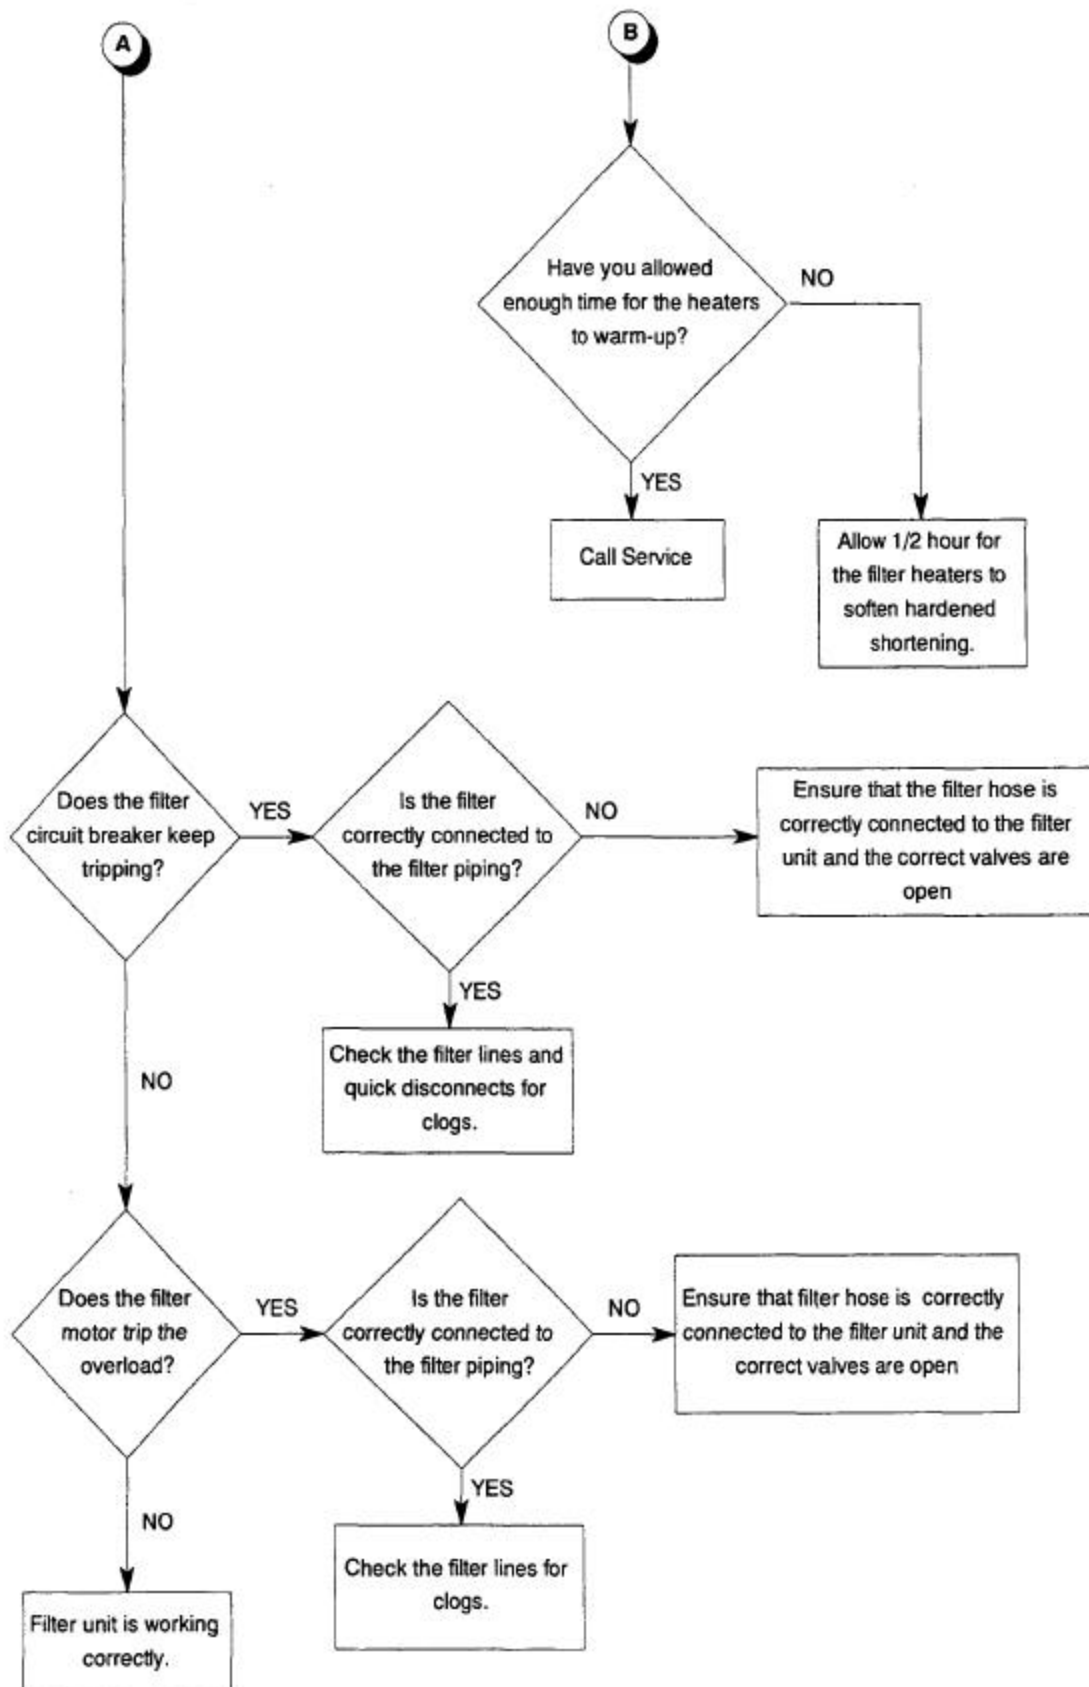 A
B
Have you allowed
enough time for the heaters
to warm-up?
NO
YES
Call Service
Allow 1/2 hour for
the filter heaters to
soften hardened
shortening.
Does the filter
circuit breaker keep
tripping?
YES
Is the filter
correctly connected to
the filter piping?
NO
Ensure that the filter hose is
correctly connected to the filter
unit and the correct valves are
open
YES
Check the filter lines and
quick disconnects for
clogs.
NO
Does the filter
motor trip the
overload?
YES
Is the filter
correctly connected to
the filter piping?
NO
Ensure that filter hose is correctly
connected to the filter unit and the
correct valves are open
YES
Check the filter lines for
clogs.
NO
Filter unit is working
correctly.